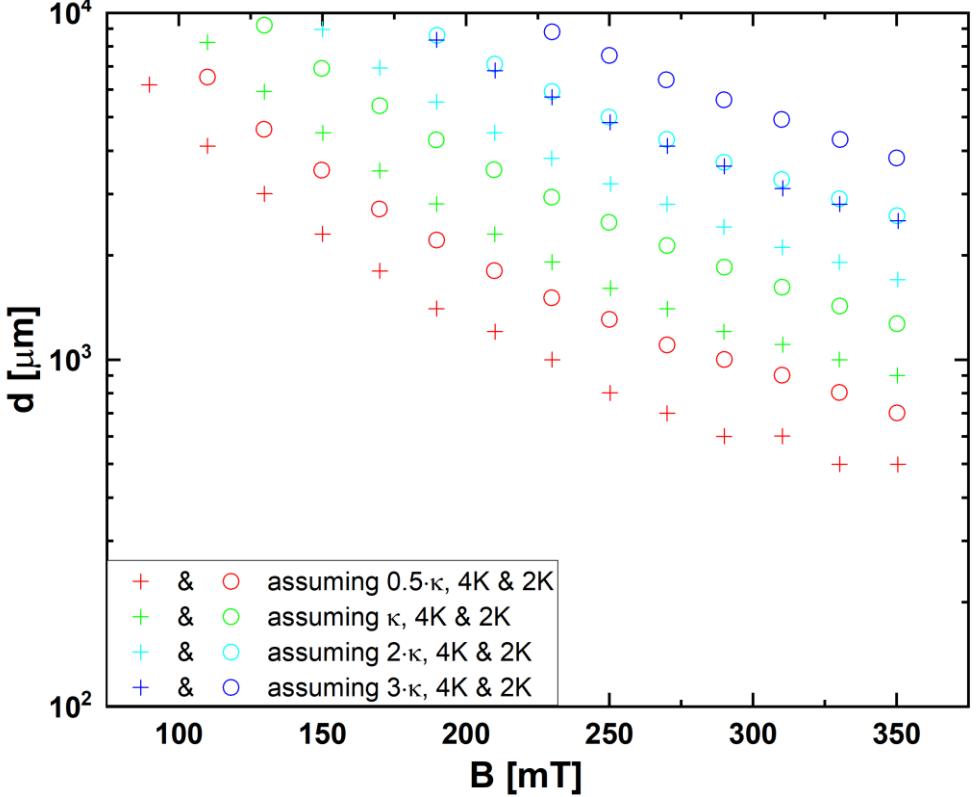 10⁴
10³
10²
d [μm]
+ & ○ assuming 0.5·κ, 4K & 2K
+ & ○ assuming κ, 4K & 2K
+ & ○ assuming 2·κ, 4K & 2K
+ & ○ assuming 3·κ, 4K & 2K
100 150 200 250 300 350
B [mT]